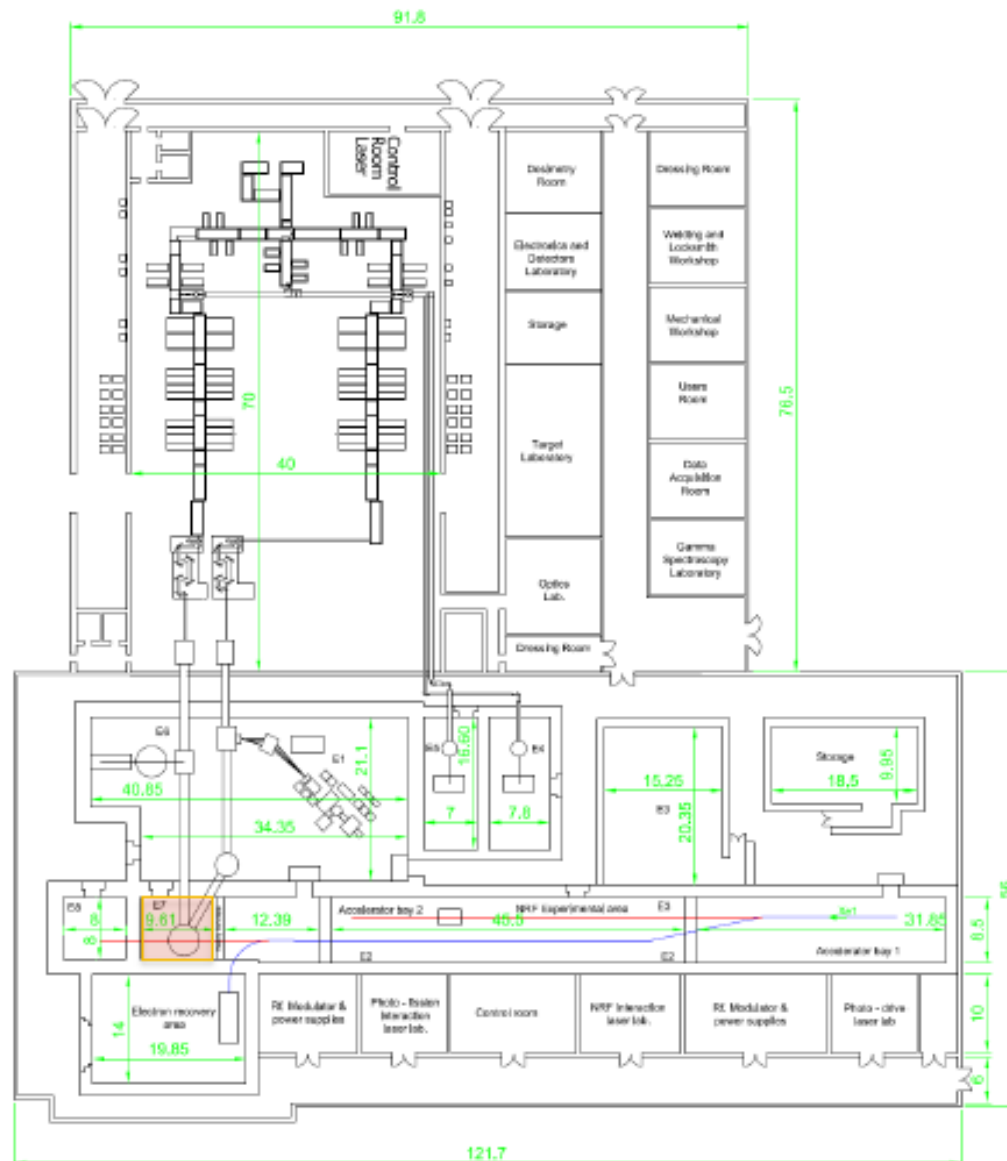 91.8
Control
Room
Laser
Dosimetry
Room
Dressing Room
Electronics and
Detectors
Laboratory
Welding and
Locksmith
Workshop
Storage
Mechanical
Workshop
70
76.5
Users
Room
40
Target
Laboratory
Data
Acquisition
Room
Gamma
Spectroscopy
Laboratory
Optics
Lab.
Dressing Room
E6
E1
21.1
E5
16.60
E4
40.85
34.35
7
7.8
15.25
E3
20.35
Storage
9.95
18.5
E8
8
8
E7
9.61
12.39
Accelerator bay 2
NRF Experimental area
E3
40.5
E2
E2
31.85
Accelerator bay 1
8.5
Electron recovery
area
14
19.85
RF Modulator &
power supplies
Photo - fission
Interaction
laser lab.
Control room
NRF Interaction
laser lab.
RF Modulator &
power supplies
Photo - drive
laser lab
10
6
121.7